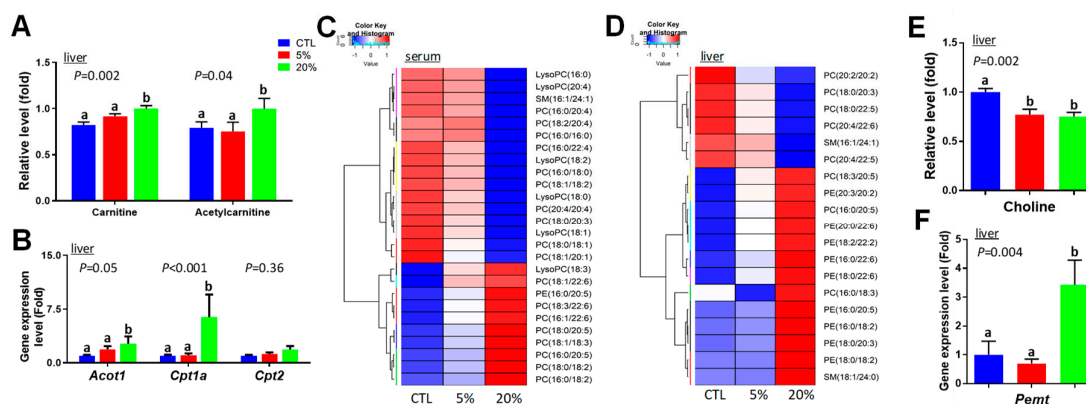 A
liver
CTL
5%
20%
P=0.002
P=0.04
Relative level (fold)
1.5
1.0
0.5
0.0
a
a
b
a
a
b
Carnitine
Acetylcarnitine
B
liver
P=0.05
P<0.001
P=0.36
Gene expression
level (Fold)
15.0
7.5
0.0
a
a
b
a
a
b
Acot1
Cpt1a
Cpt2
C
Color Key
and Histogram
Count
-1
0
1
Value
serum
LysoPC(16:0)
LysoPC(20:4)
SM(16:1/24:1)
PC(16:0/20:4)
PC(18:2/20:4)
PC(16:0/16:0)
PC(16:0/22:4)
LysoPC(18:2)
PC(16:0/18:0)
PC(18:1/18:2)
LysoPC(18:0)
PC(20:4/20:4)
PC(18:0/20:3)
LysoPC(18:1)
PC(18:0/18:1)
PC(18:1/20:1)
LysoPC(18:3)
PC(18:1/22:6)
PE(16:0/20:5)
PC(18:3/22:6)
PC(16:1/22:6)
PC(18:0/20:5)
PC(18:1/18:3)
PC(16:0/20:5)
PC(18:0/18:2)
PC(16:0/18:2)
CTL
5%
20%
D
Color Key
and Histogram
Count
-1
0
1
Value
liver
PC(20:2/20:2)
PC(18:0/20:3)
PC(18:0/22:5)
PC(20:4/22:6)
SM(16:1/24:1)
PC(20:4/22:5)
PC(18:3/20:5)
PE(20:3/20:2)
PC(16:0/20:5)
PE(20:0/22:6)
PE(18:2/22:2)
PE(16:0/22:6)
PE(18:0/22:6)
PC(16:0/18:3)
PE(16:0/20:5)
PE(16:0/18:2)
PE(18:0/20:3)
PE(18:0/18:2)
SM(18:1/24:0)
CTL
5%
20%
E
liver
P=0.002
Relative level (fold)
1.5
1.0
0.5
0.0
a
b
b
Choline
F
liver
P=0.004
Gene expression level (Fold)
5
4
3
2
1
0
a
a
b
Pemt